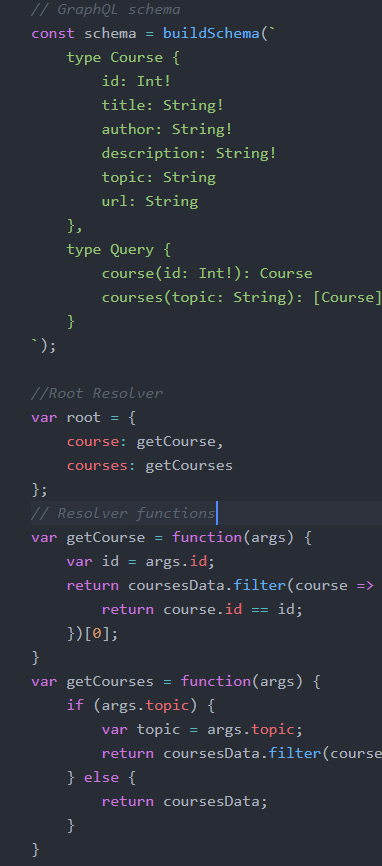 // GraphQL schema
const schema = buildSchema(`
    type Course {
        id: Int!
        title: String!
        author: String!
        description: String!
        topic: String
        url: String
    },
    type Query {
        course(id: Int!): Course
        courses(topic: String): [Course]
    }
`);

//Root Resolver
var root = {
    course: getCourse,
    courses: getCourses
};
// Resolver functions
var getCourse = function(args) {
    var id = args.id;
    return coursesData.filter(course =>
        return course.id == id;
    })[0];
}
var getCourses = function(args) {
    if (args.topic) {
        var topic = args.topic;
        return coursesData.filter(course
    } else {
        return coursesData;
    }
}